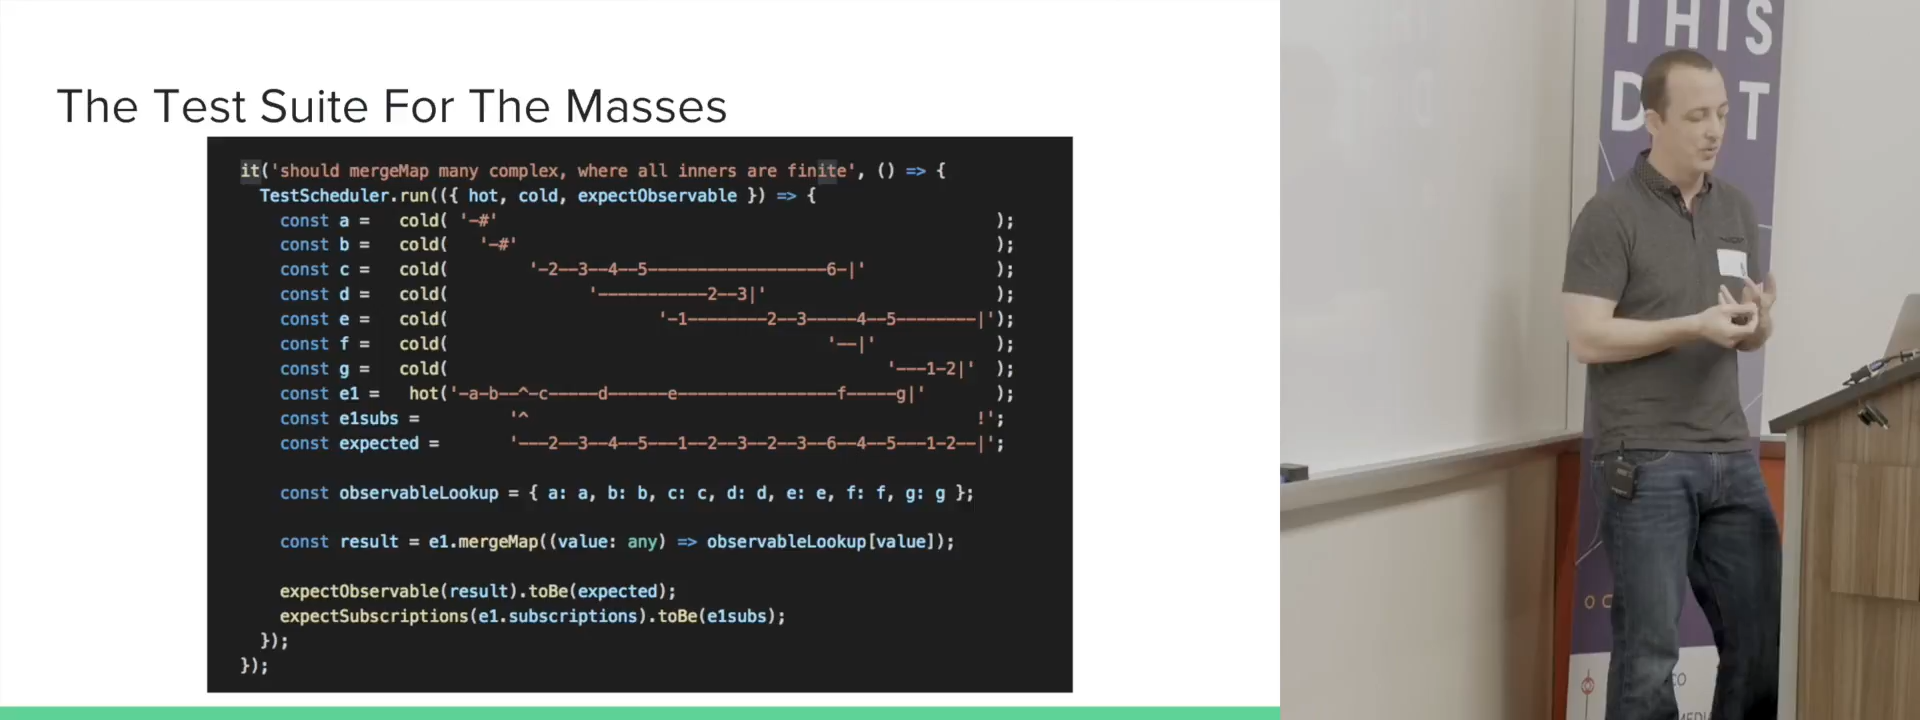 The Test Suite For The Masses
it('should mergeMap many complex, where all inners are finite', () => {
TestScheduler.run(({ hot, cold, expectObservable }) => {
const a =   cold( '-#'                                                  );
const b =   cold(   '-#'                                                );
const c =   cold(        '-2--3--4--5------------------6-|'             );
const d =   cold(              '-----------2--3|'                       );
const e =   cold(                     '-1--------2--3-----4--5--------|');
const f =   cold(                                      '--|'            );
const g =   cold(                                            '---1-2|'  );
const e1 =   hot('-a-b--^-c-----d------e----------------f-----g|'       );
const e1subs =         '^                                              !';
const expected =       '---2--3--4--5---1--2--3--2--3--6--4--5---1-2--|';
const observableLookup = { a: a, b: b, c: c, d: d, e: e, f: f, g: g };
const result = e1.mergeMap((value: any) => observableLookup[value]);
expectObservable(result).toBe(expected);
expectSubscriptions(e1.subscriptions).toBe(e1subs);
});
});
THIS
D T
CO
MEDI